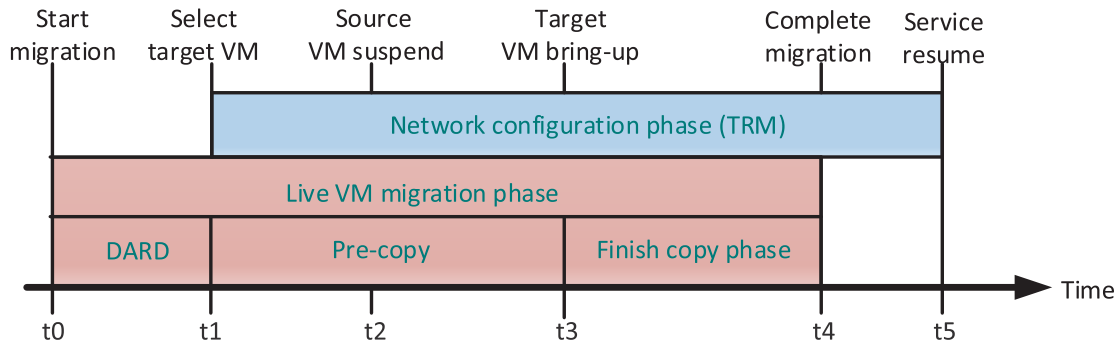 Start
migration
Select
target VM
Source
VM suspend
Target
VM bring-up
Complete
migration
Service
resume
Network configuration phase (TRM)
Live VM migration phase
DARD
Pre-copy
Finish copy phase
Time
t0
t1
t2
t3
t4
t5